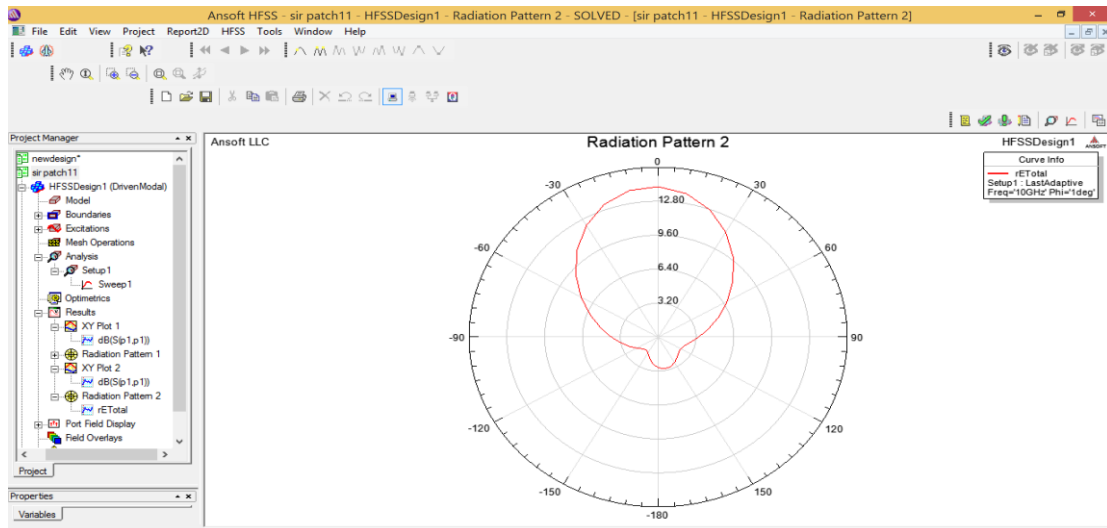 Ansoft HFSS - sir patch11 - HFSSDesign1 - Radiation Pattern 2 - SOLVED - [sir patch11 - HFSSDesign1 - Radiation Pattern 2]
File Edit View Project Report2D HFSS Tools Window Help
Project Manager
newdesign*
sir patch11
HFSSDesign1 (DrivenModal)
Model
Boundaries
Excitations
Mesh Operations
Analysis
Setup1
Sweep1
Optimetrics
Results
XY Plot 1
dB(S(p1,p1))
Radiation Pattern 1
XY Plot 2
dB(S(p1,p1))
Radiation Pattern 2
rETotal
Port Field Display
Field Overlays
Project
Properties
Variables
Ansoft LLC
Radiation Pattern 2
HFSSDesign1
ANSOFT
Curve Info
rETotal
Setup1 : LastAdaptive
Freq='10GHz' Phi='1deg'
0
-30
30
12.80
9.60
-60
60
6.40
3.20
-90
90
-120
120
-150
150
-180